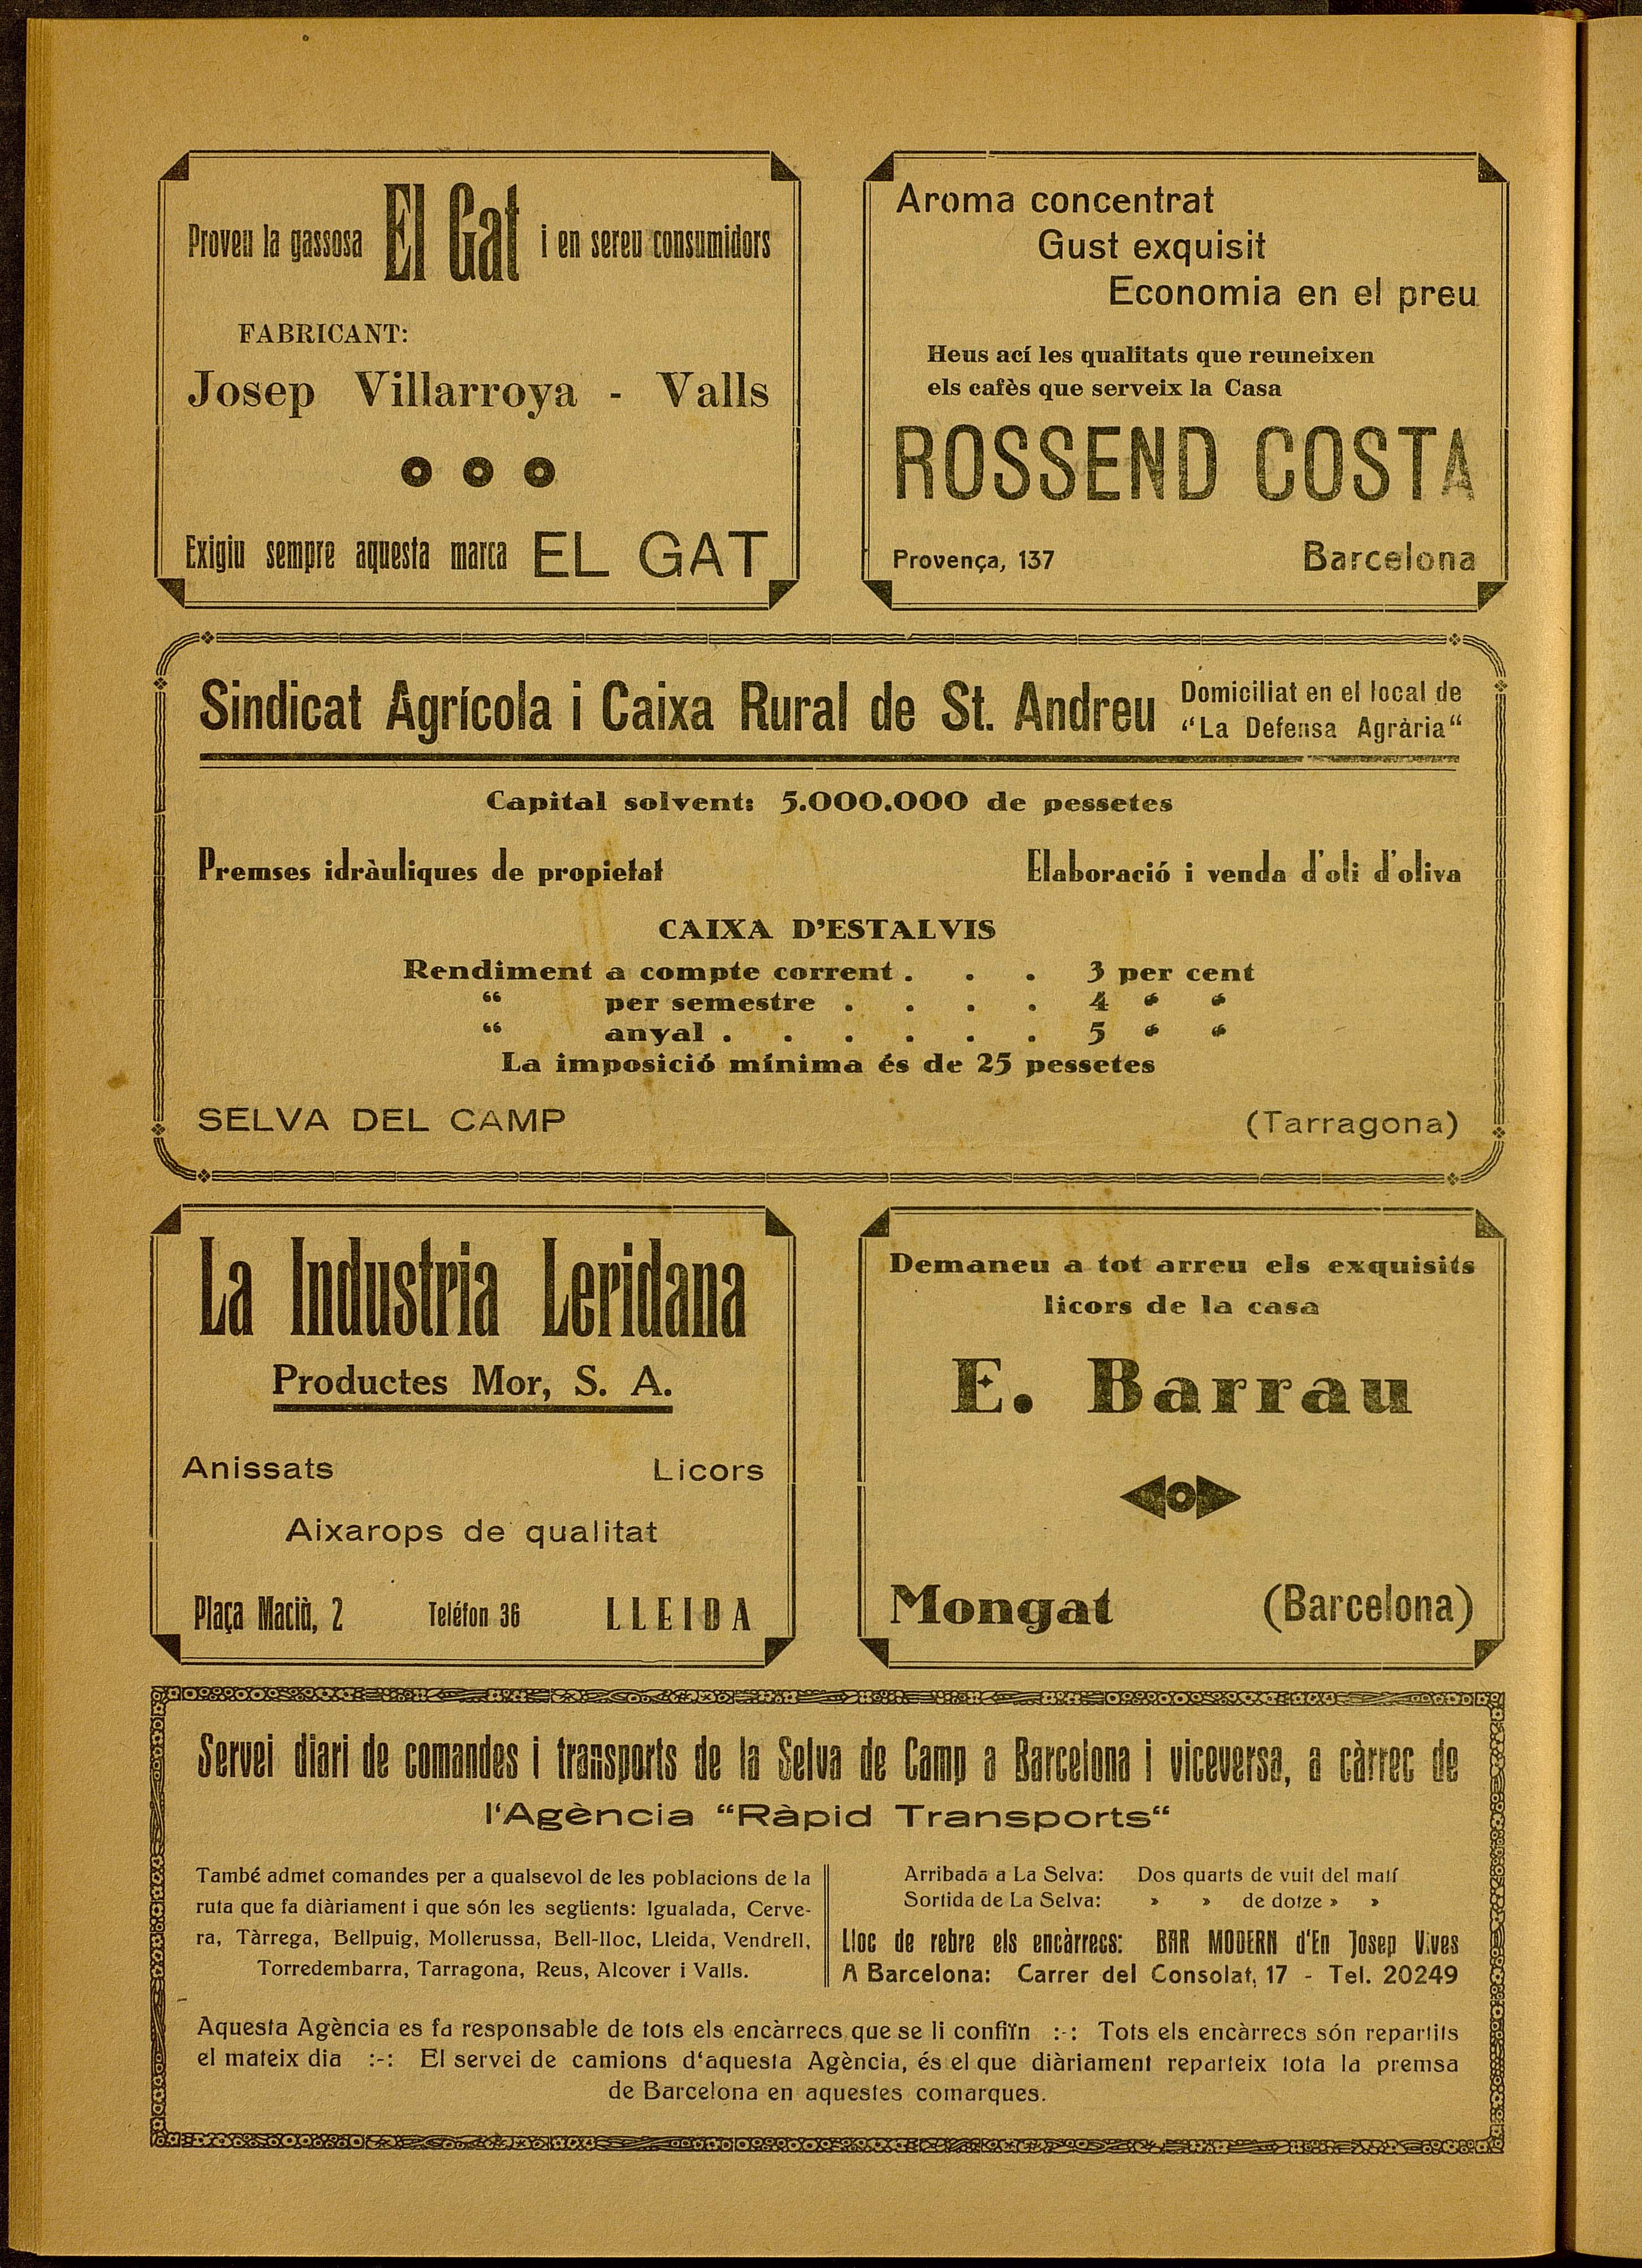 Proveu la gassosa El Gat i en sereu consumidors
FABRICANT:
Josep Villarroya - Valls
Exigiu sempre aquesta marca EL GAT
Aroma concentrat
Gust exquisit
Economia en el preu
Heus ací les qualitats que reuneixen
els cafès que serveix la Casa
ROSSEND COSTA
Provença, 137 Barcelona
Sindicat Agrícola i Caixa Rural de St. Andreu
Domiciliat en el local de
“La Defensa Agrària“
Capital solvent: 5.000.000 de pessetes
Premses idràuliques de propietat Elaboració i venda d'oli d'oliva
CAIXA D'ESTALVIS
Rendiment a compte corrent . . . 3 per cent
“ per semestre . . . . 4 “ “
“ anyal . . . . . . 5 “ “
La imposició mínima és de 25 pessetes
SELVA DEL CAMP (Tarragona)
La Industria Leridana
Productes Mor, S. A.
Anissats Licors
Aixarops de qualitat
Plaça Macià, 2 Telèfon 36 LLEIDA
Demaneu a tot arreu els exquisits
licors de la casa
E. Barrau
Mongat (Barcelona)
Servei diari de comandes i transports de la Selva de Camp a Barcelona i viceversa, a càrrec de
l‘Agència “Ràpid Transports“
També admet comandes per a qualsevol de les poblacions de la
ruta que fa diàriament i que són les següents: Igualada, Cerve-
ra, Tàrrega, Bellpuig, Mollerussa, Bell-lloc, Lleida, Vendrell,
Torredembarra, Tarragona, Reus, Alcover i Valls.
Arribada a La Selva: Dos quarts de vuit del matí
Sortida de La Selva: » » de dotze » »
Lloc de rebre els encàrrecs: BAR MODERN d'En Josep Vives
A Barcelona: Carrer del Consolat, 17 - Tel. 20249
Aquesta Agència es fa responsable de tots els encàrrecs que se li confiïn :-: Tots els encàrrecs són repartits
el mateix dia :-: El servei de camions d‘aquesta Agència, és el que diàriament reparteix tota la premsa
de Barcelona en aquestes comarques.